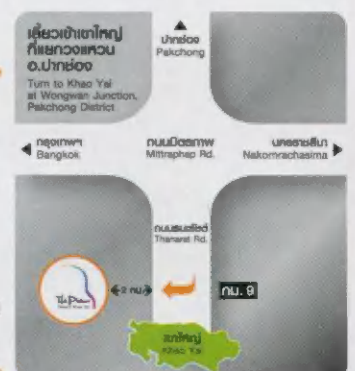 เลี้ยวเข้าเขาใหญ่
ที่แยกวงแหวน
อ.ปากช่อง
Turn to Khao Yai
at Wongwan Junction,
Pakchong District
ปากช่อง
Pakchong
กรุงเทพฯ
Bangkok
ถนนมิตรภาพ
Mittraphap Rd.
นครราชสีมา
Nakornrachasima
ถนนธนะรัชต์
Thanarat Rd.
2 กม.
กม. 9
เขาใหญ่
Khao Yai